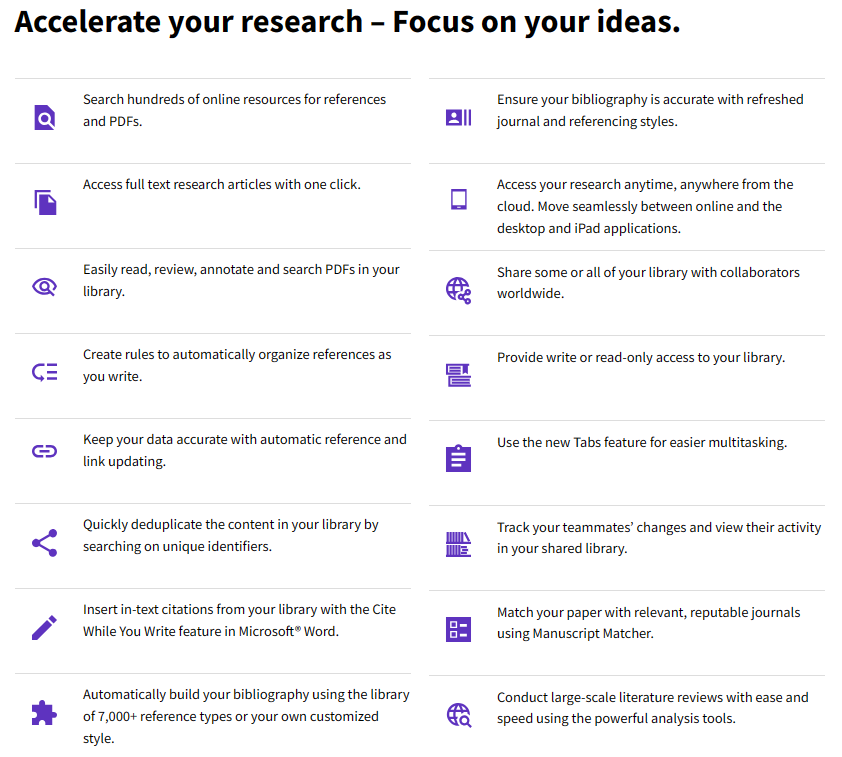 Accelerate your research – Focus on your ideas.
Search hundreds of online resources for references
and PDFs.
Access full text research articles with one click.
Easily read, review, annotate and search PDFs in your
library.
Create rules to automatically organize references as
you write.
Keep your data accurate with automatic reference and
link updating.
Quickly deduplicate the content in your library by
searching on unique identifiers.
Insert in-text citations from your library with the Cite
While You Write feature in Microsoft® Word.
Automatically build your bibliography using the library
of 7,000+ reference types or your own customized
style.
Ensure your bibliography is accurate with refreshed
journal and referencing styles.
Access your research anytime, anywhere from the
cloud. Move seamlessly between online and the
desktop and iPad applications.
Share some or all of your library with collaborators
worldwide.
Provide write or read-only access to your library.
Use the new Tabs feature for easier multitasking.
Track your teammates’ changes and view their activity
in your shared library.
Match your paper with relevant, reputable journals
using Manuscript Matcher.
Conduct large-scale literature reviews with ease and
speed using the powerful analysis tools.